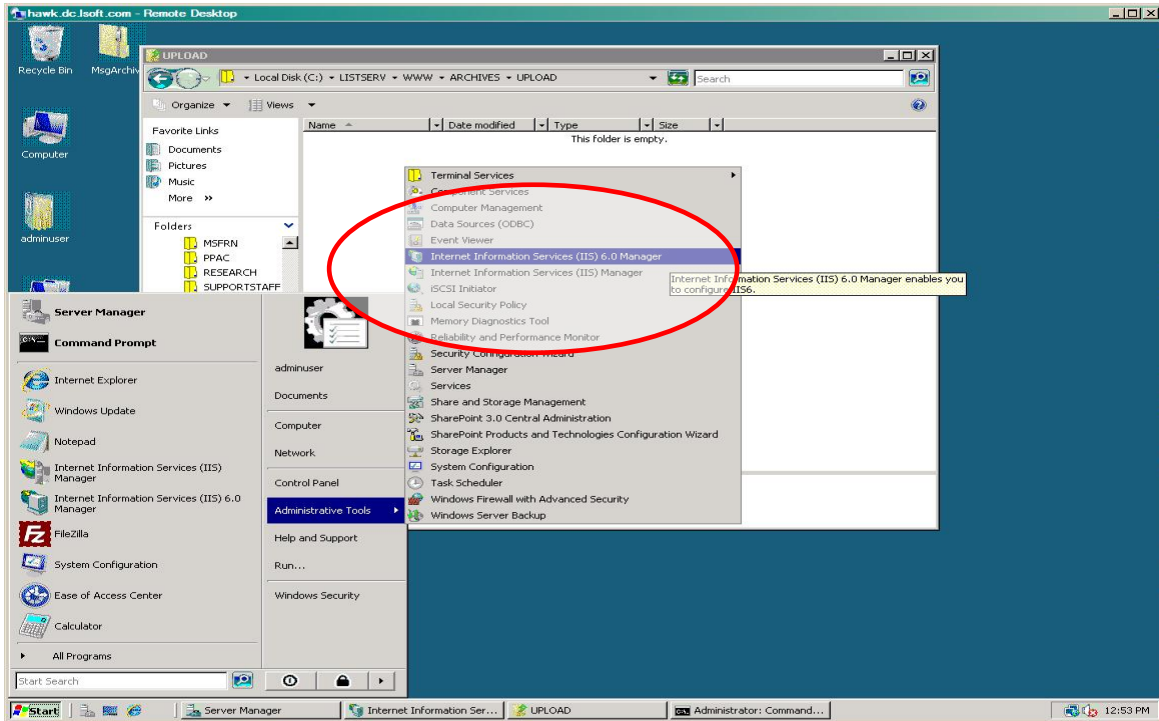 hawk.dc.lsoft.com - Remote Desktop
Recycle Bin
MsgArchiv
Computer
adminuser
UPLOAD
Local Disk (C:) LISTSERV WWW ARCHIVES UPLOAD
Search
Organize Views
Name Date modified Type Size
This folder is empty.
Favorite Links
Documents
Pictures
Music
More »
Folders
MSFRN
PPAC
RESEARCH
SUPPORTSTAFF
Terminal Services
Component Services
Computer Management
Data Sources (ODBC)
Event Viewer
Internet Information Services (IIS) 6.0 Manager
Internet Information Services (IIS) Manager
iSCSI Initiator
Local Security Policy
Memory Diagnostics Tool
Reliability and Performance Monitor
Security Configuration Wizard
Server Manager
Services
Share and Storage Management
SharePoint 3.0 Central Administration
SharePoint Products and Technologies Configuration Wizard
Storage Explorer
System Configuration
Task Scheduler
Windows Firewall with Advanced Security
Windows Server Backup
Internet Information Services (IIS) 6.0 Manager enables you
to configure IIS6.
Server Manager
Command Prompt
Internet Explorer
Windows Update
Notepad
Internet Information Services (IIS)
Manager
Internet Information Services (IIS) 6.0
Manager
FileZilla
System Configuration
Ease of Access Center
Calculator
All Programs
Start Search
adminuser
Documents
Computer
Network
Control Panel
Administrative Tools
Help and Support
Run...
Windows Security
Start
Server Manager
Internet Information Ser...
UPLOAD
Administrator: Command...
12:53 PM